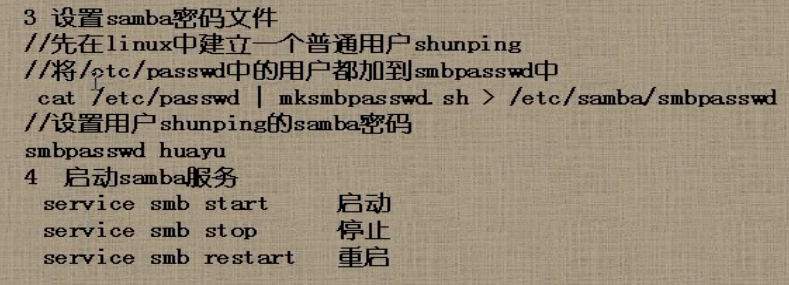 3 设置samba密码文件
//先在linux中建立一个普通用户shunping
//将/etc/passwd中的用户都加到smbpasswd中
cat /etc/passwd | mksmbpasswd.sh > /etc/samba/smbpasswd
//设置用户shunping的samba密码
smbpasswd huayu
4 启动samba服务
service smb start 启动
service smb stop 停止
service smb restart 重启